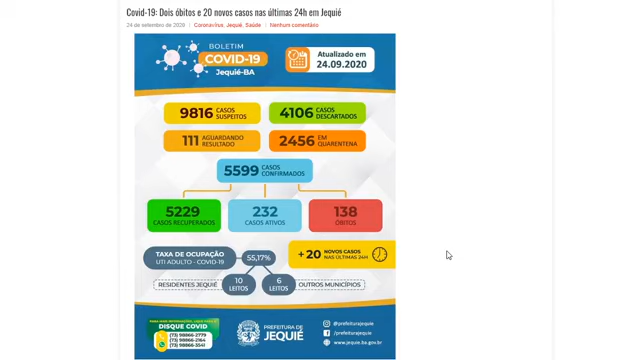 Covid-19: Dois óbitos e 20 novos casos nas últimas 24h em Jequié
24 de setembro de 2020 | Coronavírus, Jequié, Saúde | Nenhum comentário
BOLETIM
COVID-19
Jequié-BA
Atualizado em
24.09.2020
9816 CASOS SUSPEITOS
4106 CASOS DESCARTADOS
111 AGUARDANDO RESULTADO
2456 EM QUARENTENA
5599 CASOS CONFIRMADOS
5229
CASOS RECUPERADOS
232
CASOS ATIVOS
138
ÓBITOS
TAXA DE OCUPAÇÃO
UTI ADULTO - COVID-19
55,17%
+ 20 NOVOS CASOS
NAS ÚLTIMAS 24H
RESIDENTES JEQUIÉ
10
LEITOS
6
LEITOS
OUTROS MUNICÍPIOS
DISQUE COVID
(73) 98866-2779
(73) 98866-2164
(73) 98866-3541
PREFEITURA DE
JEQUIÉ
@prefeiturajequie
/prefeiturajequie
www.jequie.ba.gov.br